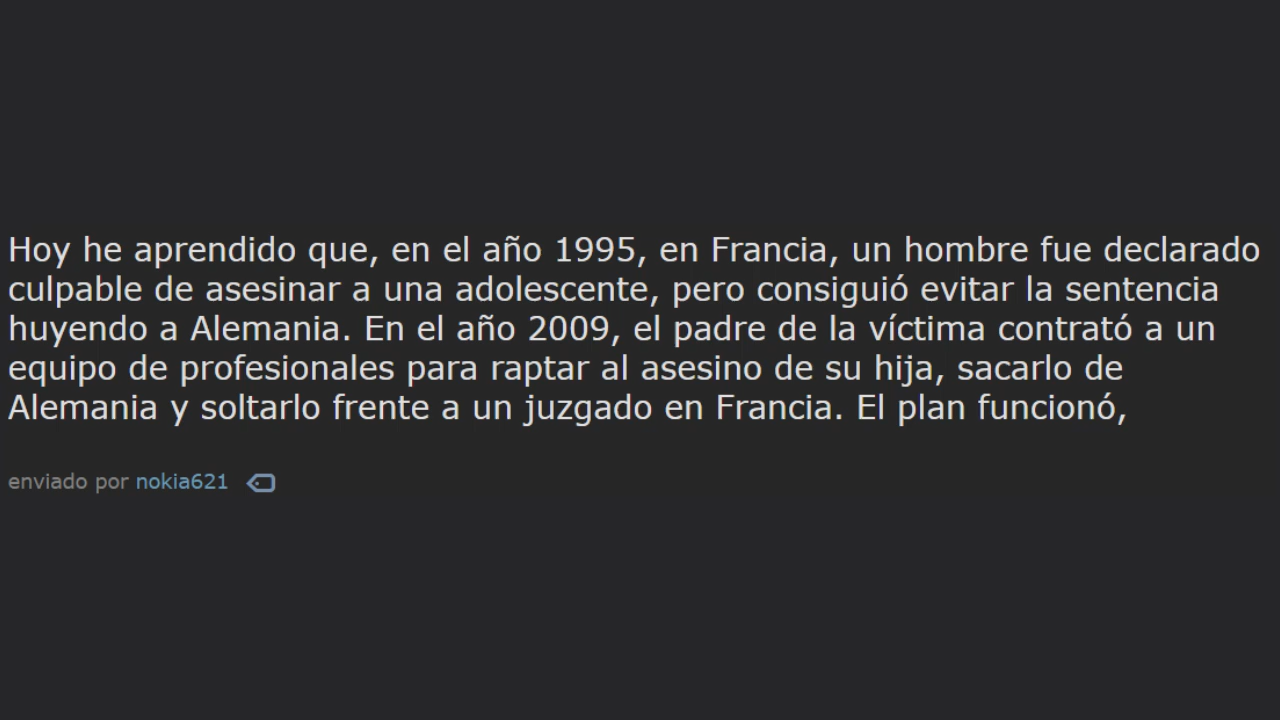 Hoy he aprendido que, en el año 1995, en Francia, un hombre fue declarado
culpable de asesinar a una adolescente, pero consiguió evitar la sentencia
huyendo a Alemania. En el año 2009, el padre de la víctima contrató a un
equipo de profesionales para raptar al asesino de su hija, sacarlo de
Alemania y soltarlo frente a un juzgado en Francia. El plan funcionó,
enviado por nokia621